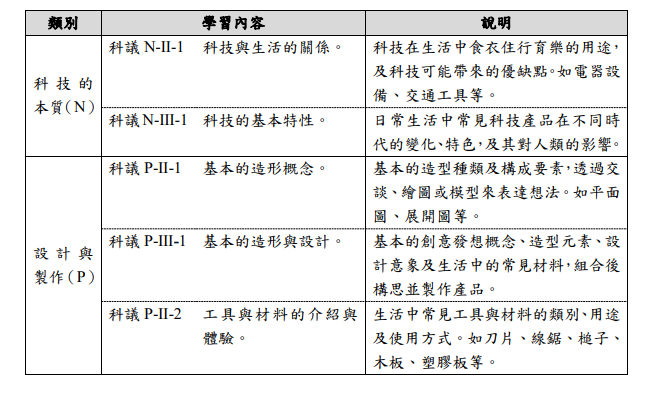 類別 學習內容 說明
科技的
本質(N)
科議 N-II-1 科技與生活的關係。
科技在生活中食衣住行育樂的用途,
及科技可能帶來的優缺點。如電器設
備、交通工具等。
科議 N-III-1 科技的基本特性。
日常生活中常見科技產品在不同時
代的變化、特色,及其對人類的影響。
設計與
製作(P)
科議 P-II-1 基本的造形概念。
基本的造型種類及構成要素,透過交
談、繪圖或模型來表達想法。如平面
圖、展開圖等。
科議 P-III-1 基本的造形與設計。
基本的創意發想概念、造型元素、設
計意象及生活中的常見材料,組合後
構思並製作產品。
科議 P-II-2 工具與材料的介紹與
體驗。
生活中常見工具與材料的類別、用途
及使用方式。如刀片、線鋸、槌子、
木板、塑膠板等。